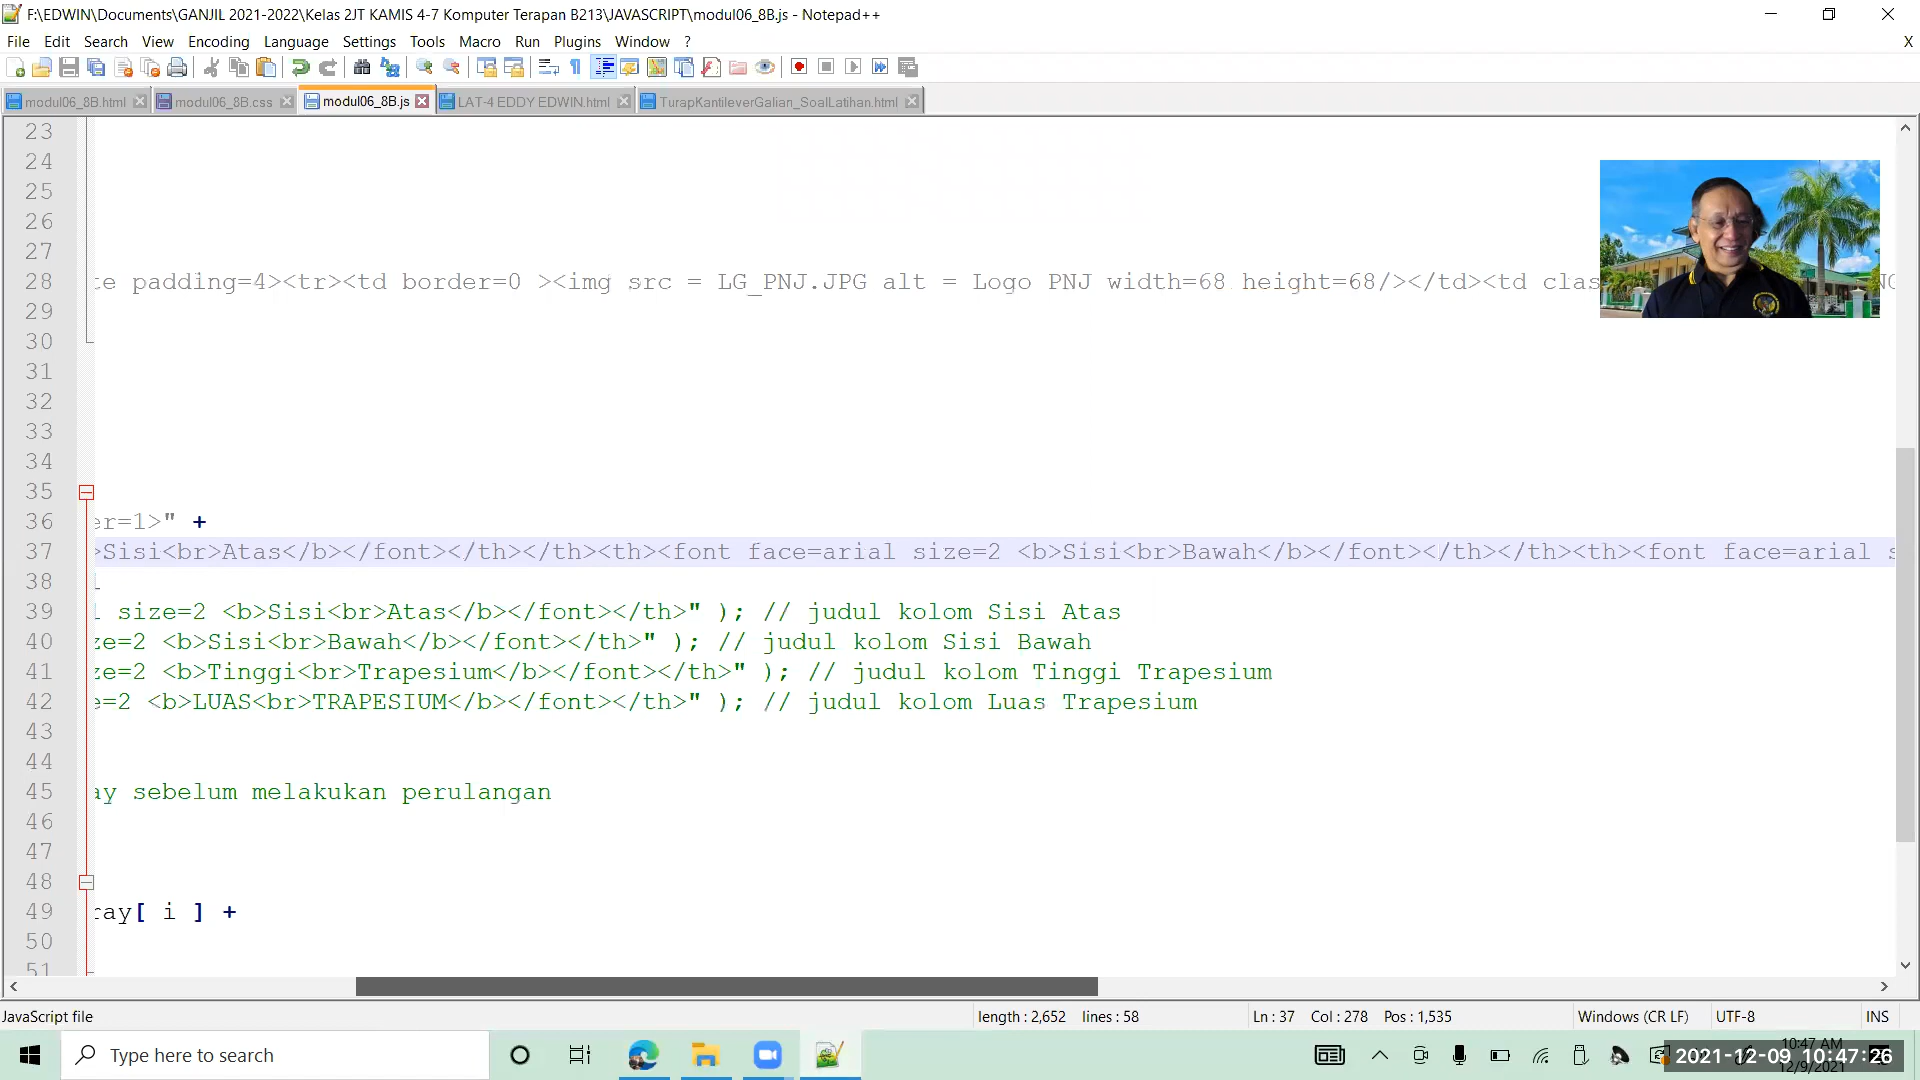 F:\EDWIN\Documents\GANJIL 2021-2022\Kelas 2JT KAMIS 4-7 Komputer Terapan B213\JAVASCRIPT\modul06_8B.js - Notepad++
File Edit Search View Encoding Language Settings Tools Macro Run Plugins Window ? X
modul06_8B.html modul06_8B.css modul06_8B.js LAT-4 EDDY EDWIN.html TurapKantileverGalian_SoalLatihan.html
23
24
25
26
27
28 te padding=4><tr><td border=0 ><img src = LG_PNJ.JPG alt = Logo PNJ width=68 height=68/></td><td clas
29
30
31
32
33
34
35
36 er=1>" +
37 >Sisi<br>Atas</b></font></th></th><th><font face=arial size=2 <b>Sisi<br>Bawah</b></font></th></th><th><font face=arial s
38
39 l size=2 <b>Sisi<br>Atas</b></font></th>" ); // judul kolom Sisi Atas
40 ze=2 <b>Sisi<br>Bawah</b></font></th>" ); // judul kolom Sisi Bawah
41 ze=2 <b>Tinggi<br>Trapesium</b></font></th>" ); // judul kolom Tinggi Trapesium
42 e=2 <b>LUAS<br>TRAPESIUM</b></font></th>" ); // judul kolom Luas Trapesium
43
44
45 ay sebelum melakukan perulangan
46
47
48
49 ray[ i ] +
50
51
JavaScript file length : 2,652 lines : 58 Ln : 37 Col : 278 Pos : 1,535 Windows (CR LF) UTF-8 INS
Type here to search
10:47 AM
2021-12-09 10:47:26
12/9/2021